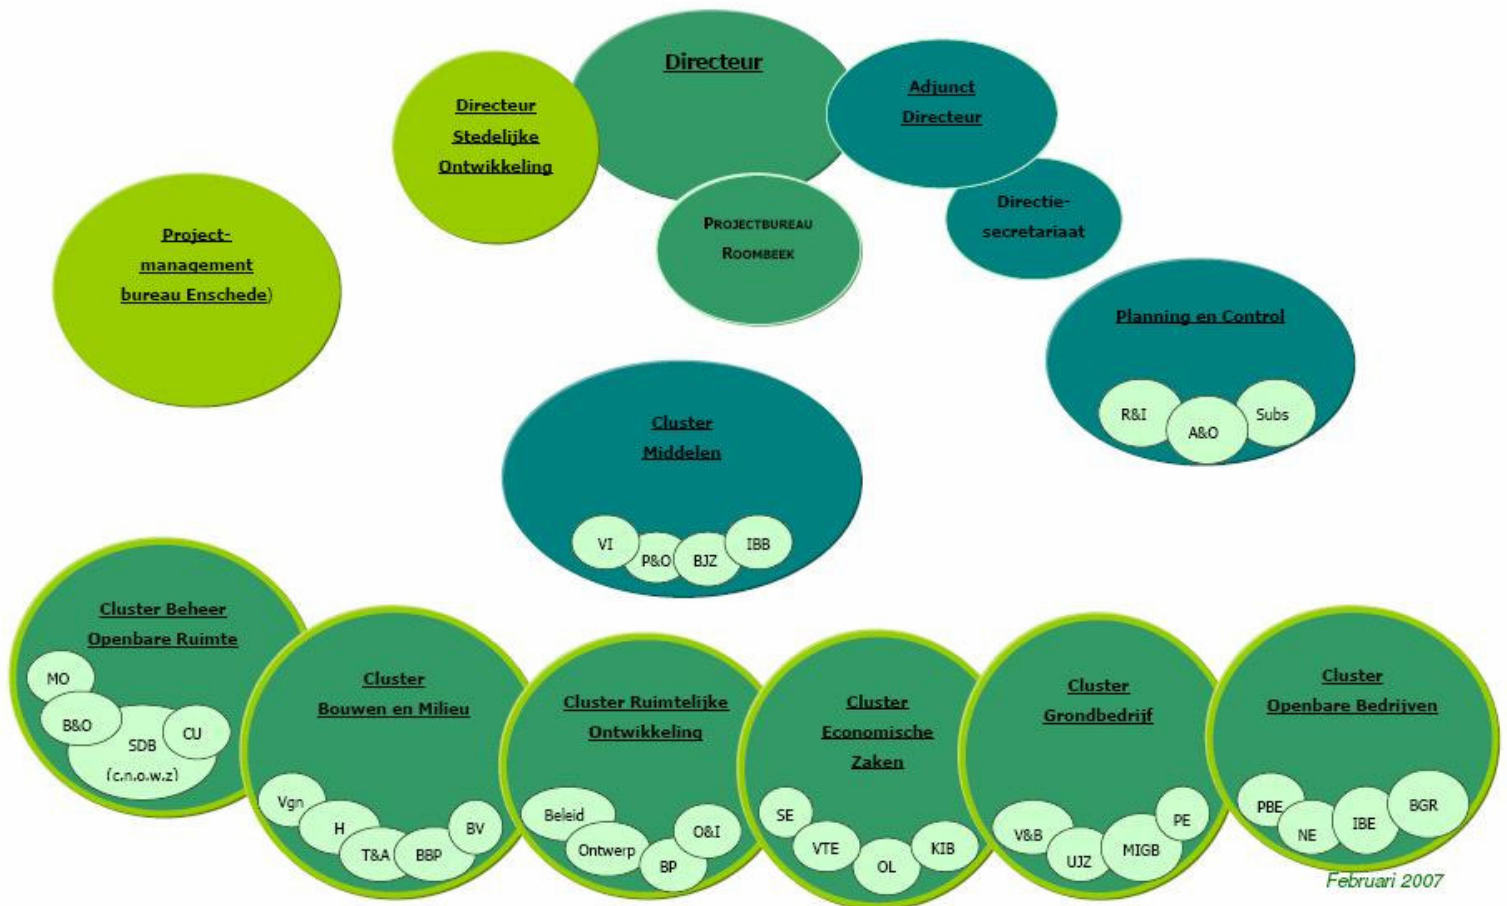 Directeur
Directeur
Stedelijke
Ontwikkeling
Adjunct
Directeur
Directie-
secretariaat
PROJECTBUREAU
ROOMBEEK
Project-
management
bureau Enschede)
Planning en Control
R&I
A&O
Subs
Cluster
Middelen
VI
P&O
BJZ
IBB
Cluster Beheer
Openbare Ruimte
MO
B&O
SDB
(c.n.o.w.z)
CU
Cluster
Bouwen en Milieu
Vgn
H
T&A
BBP
BV
Cluster Ruimtelijke
Ontwikkeling
Beleid
Ontwerp
BP
O&I
Cluster
Economische
Zaken
SE
VTE
OL
KIB
Cluster
Grondbedrijf
V&B
UJZ
MIGB
PE
Cluster
Openbare Bedrijven
PBE
NE
IBE
BGR
Februari 2007